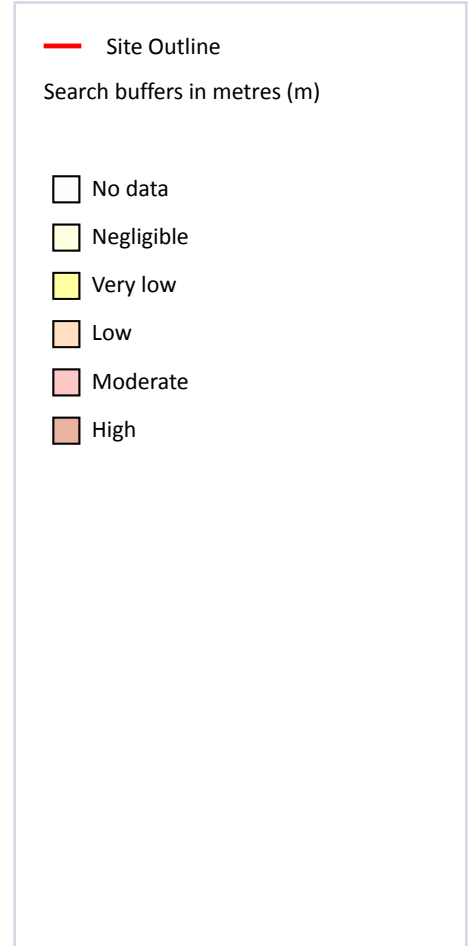 Site Outline
Search buffers in metres (m)
No data
Negligible
Very low
Low
Moderate
High